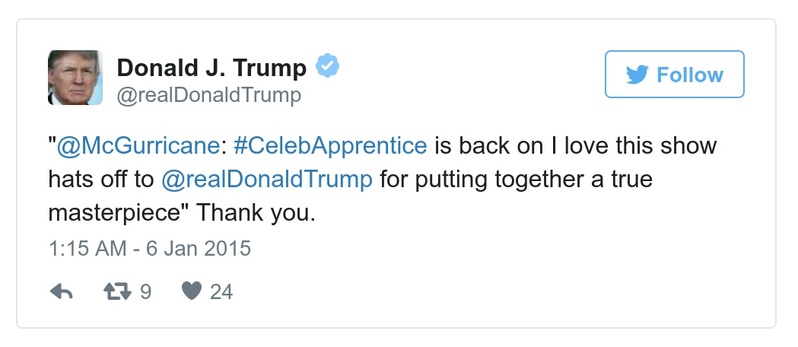 Donald J. Trump
@realDonaldTrump
Follow
"@McGurricane: #CelebApprentice is back on I love this show
hats off to @realDonaldTrump for putting together a true
masterpiece" Thank you.
1:15 AM - 6 Jan 2015
9 24